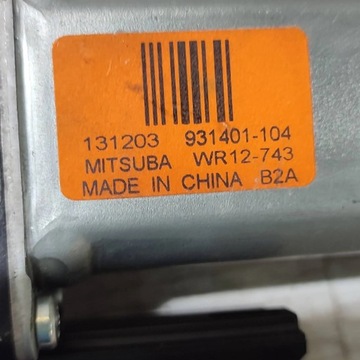 131203 931401-104
MITSUBA WR12-743
MADE IN CHINA B2A